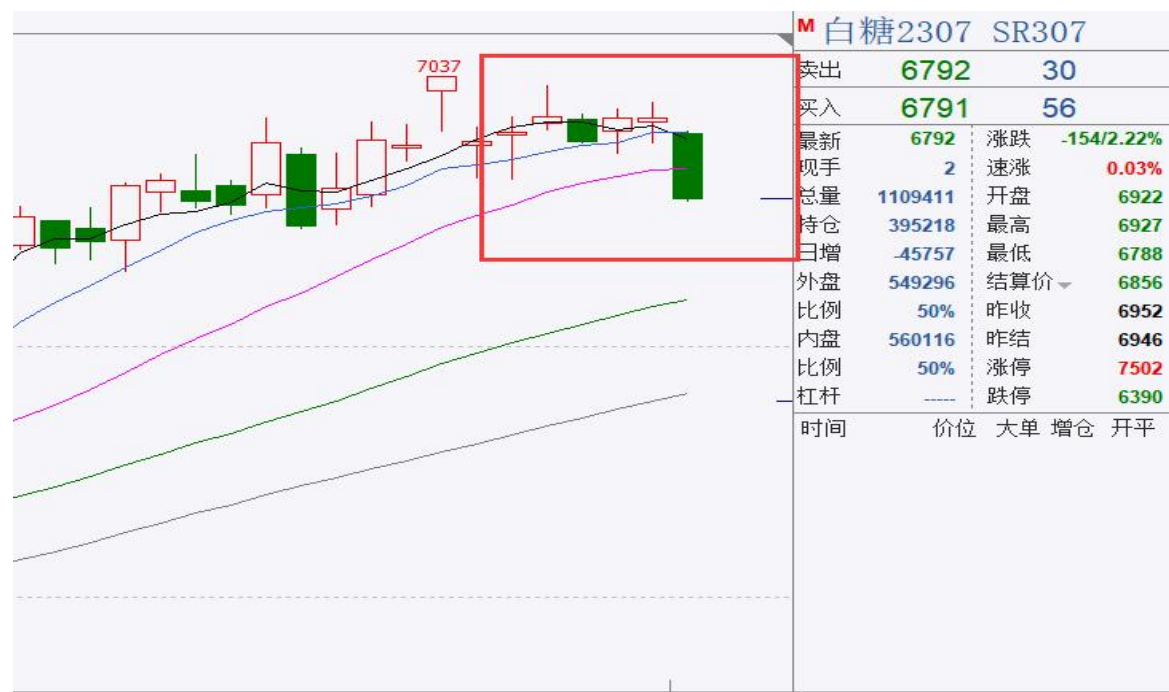 7037
M 白糖2307 SR307
卖出 6792 30
买入 6791 56
最新 6792 涨跌 -154/2.22%
现手 2 速涨 0.03%
总量 1109411 开盘 6922
持仓 395218 最高 6927
日增 -45757 最低 6788
外盘 549296 结算价 6856
比例 50% 昨收 6952
内盘 560116 昨结 6946
比例 50% 涨停 7502
杠杆 ----- 跌停 6390
时间 价位 大单 增仓 开平